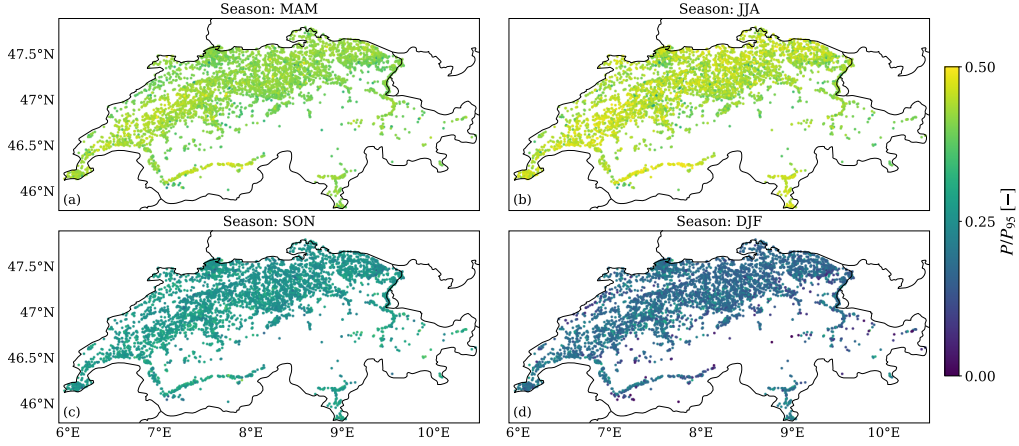 Season: MAM
Season: JJA
47.5°N
47°N
46.5°N
46°N
(a)
(b)
0.50
0.25
0.00
P/P95 [−]
Season: SON
Season: DJF
47.5°N
47°N
46.5°N
46°N
(c)
(d)
6°E
7°E
8°E
9°E
10°E
6°E
7°E
8°E
9°E
10°E